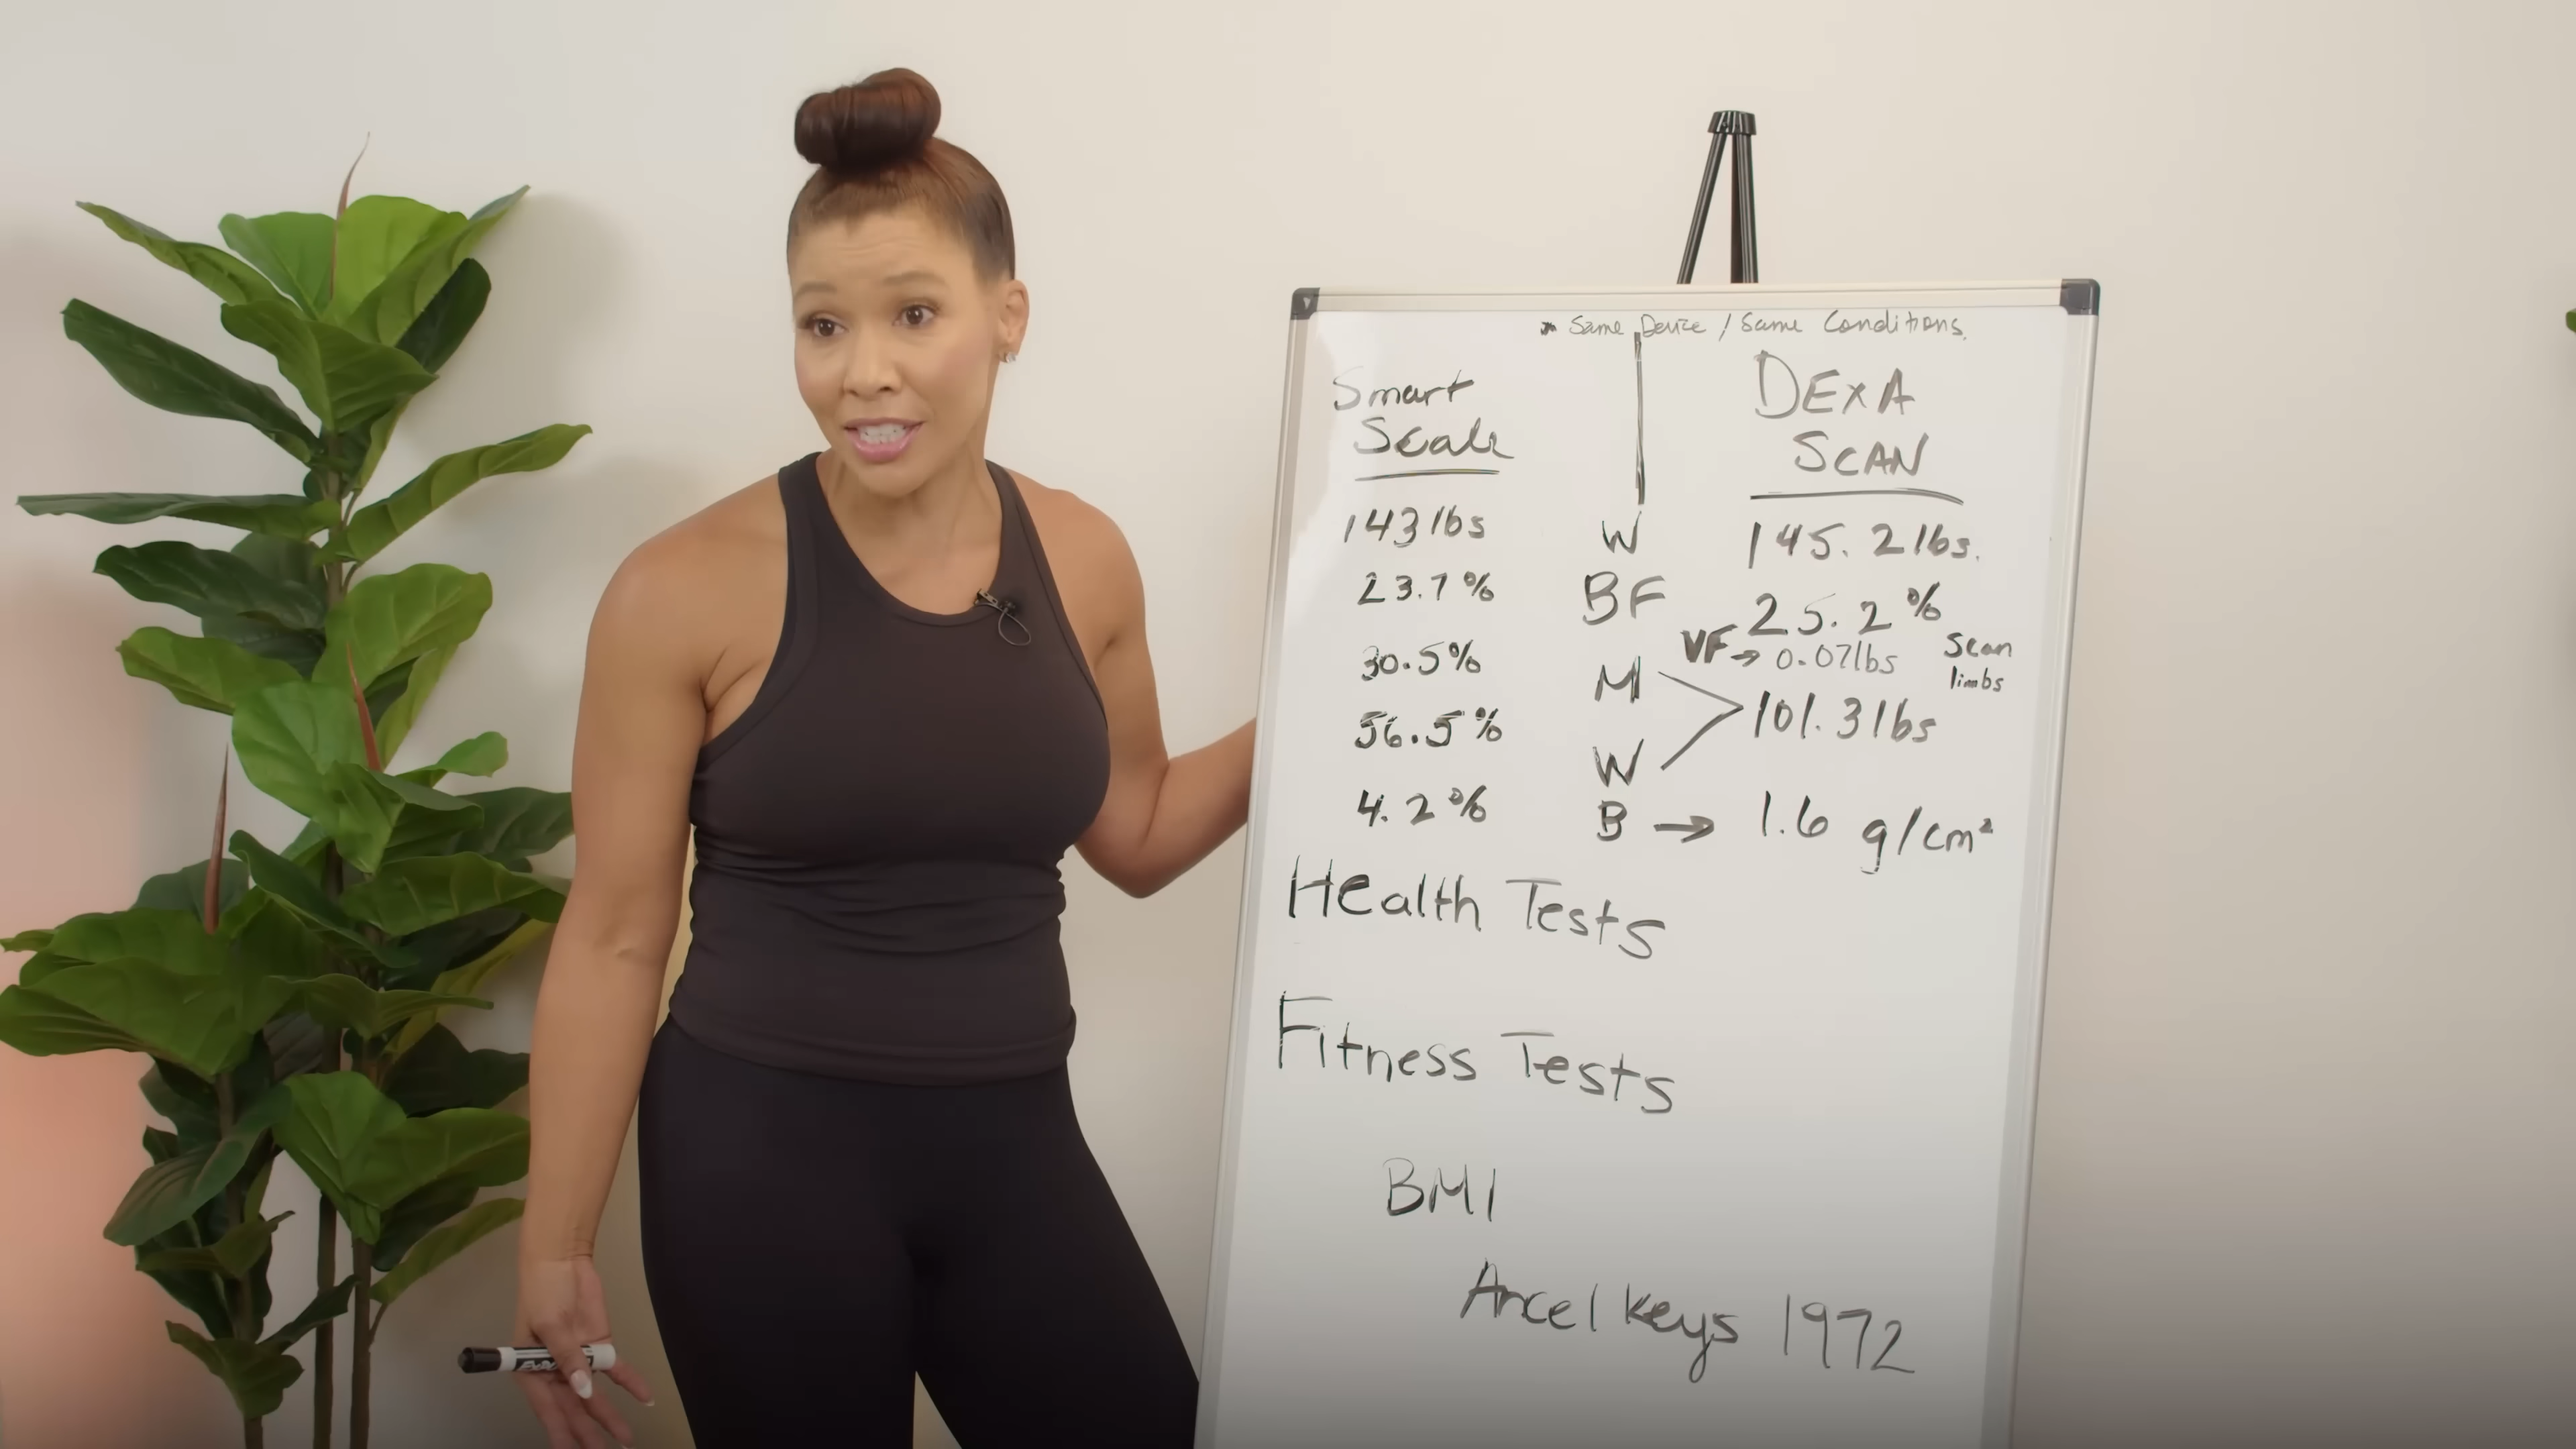 * Same Device / Same Conditions.
Smart
Scale
DEXA
SCAN
143 lbs W 145.2 lbs.
23.7% BF 25.2%
VF → 0.07 lbs
Scan
limbs
30.5% M
101.3 lbs
56.5% W
4.2% B → 1.6 g/cm²
Health Tests
Fitness Tests
BMI
Ancel Keys 1972
EXPO